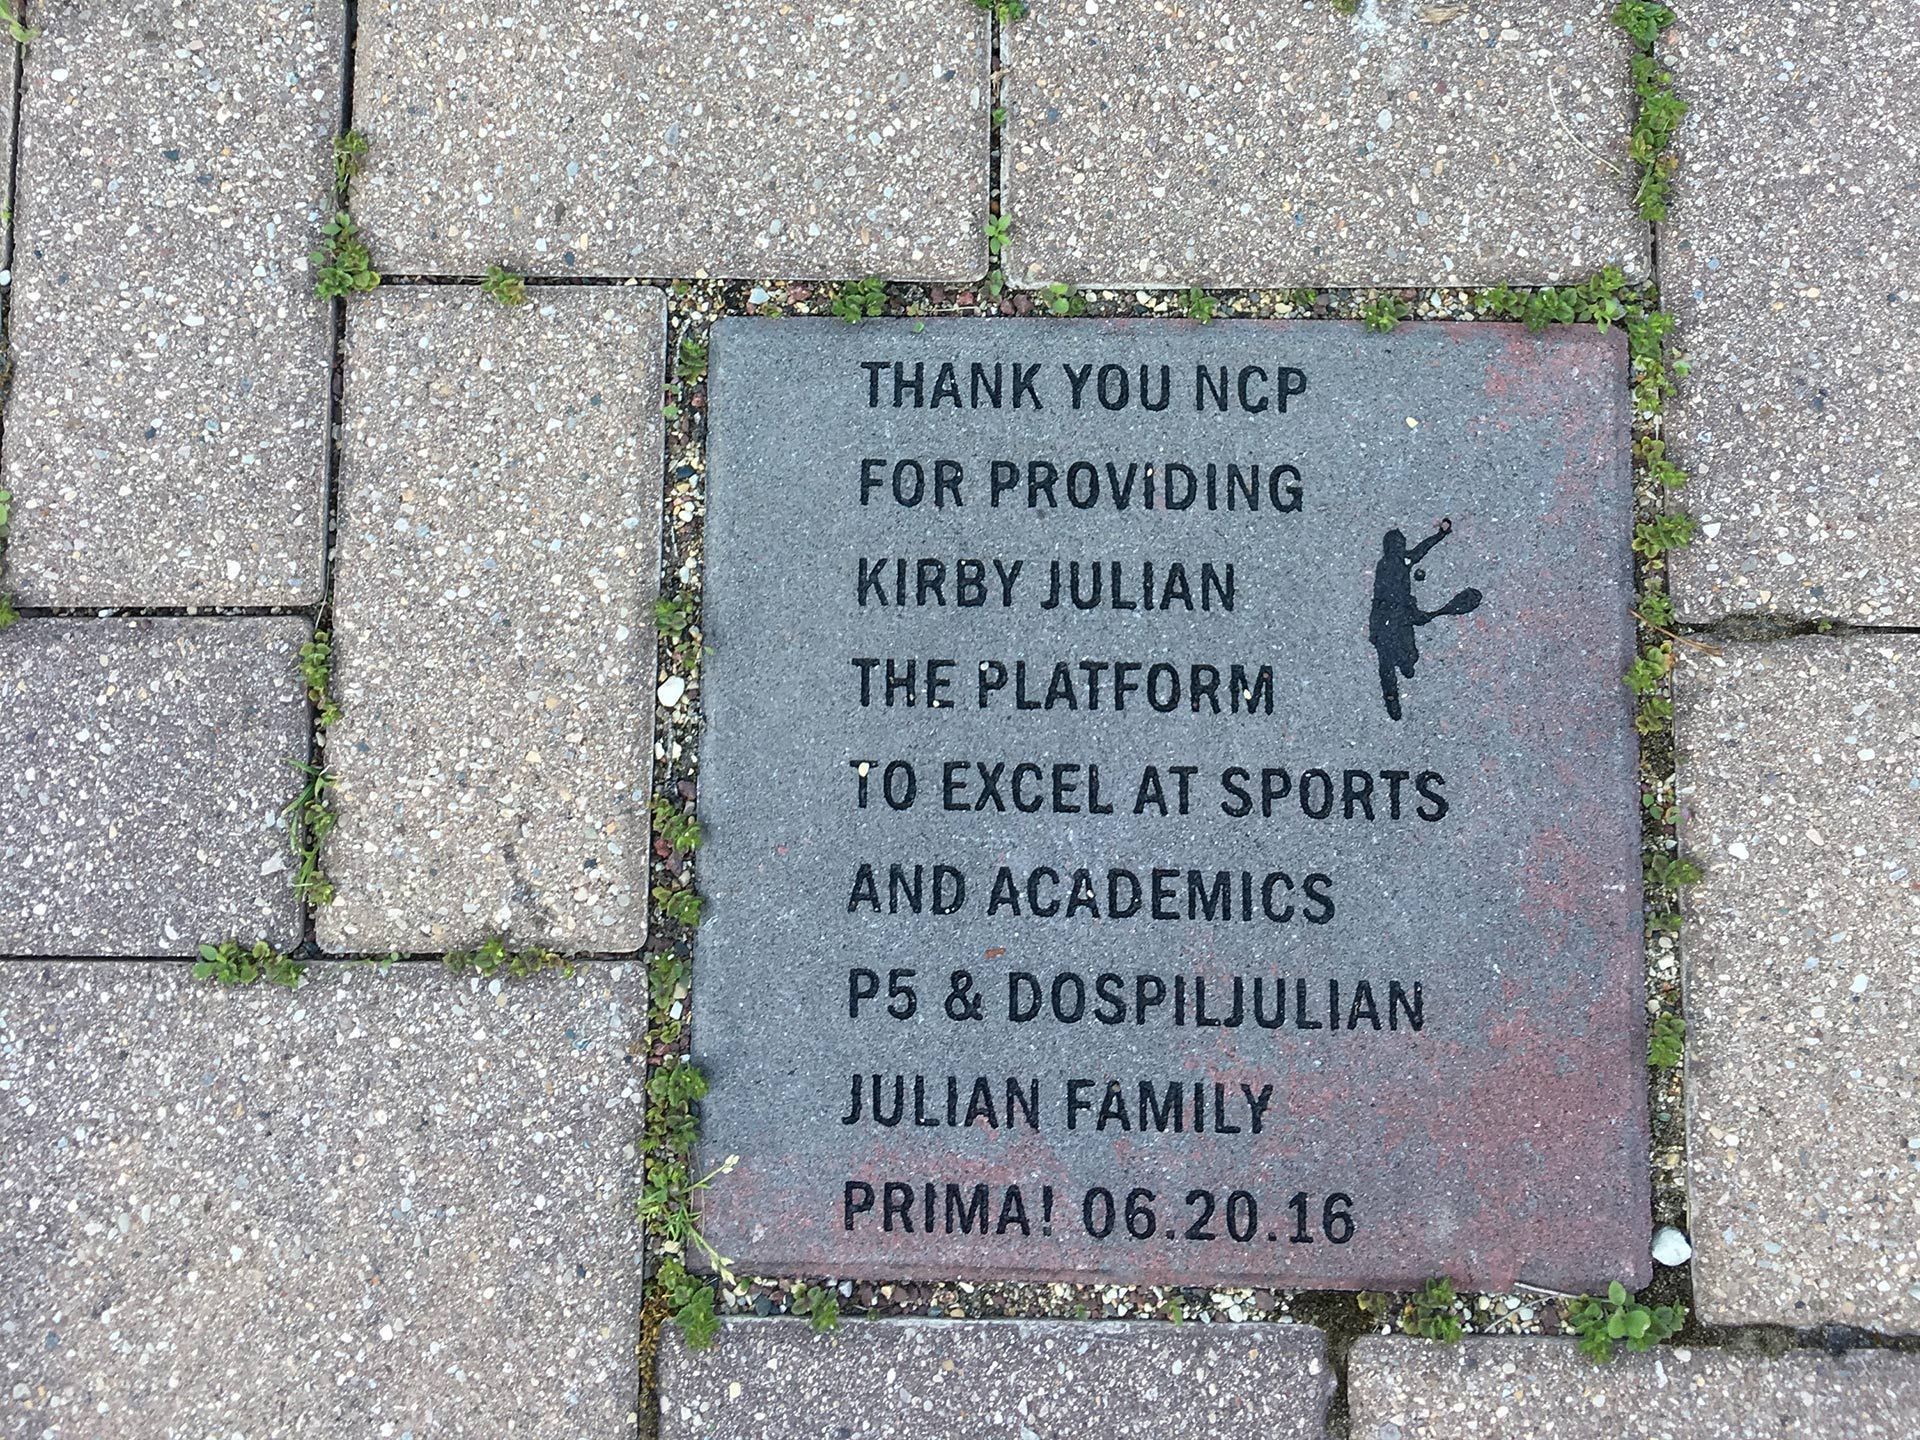 THANK YOU NCP
FOR PROVIDING
KIRBY JULIAN
THE PLATFORM
TO EXCEL AT SPORTS
AND ACADEMICS
P5 & DOSPILJULIAN
JULIAN FAMILY
PRIMA! 06.20.16